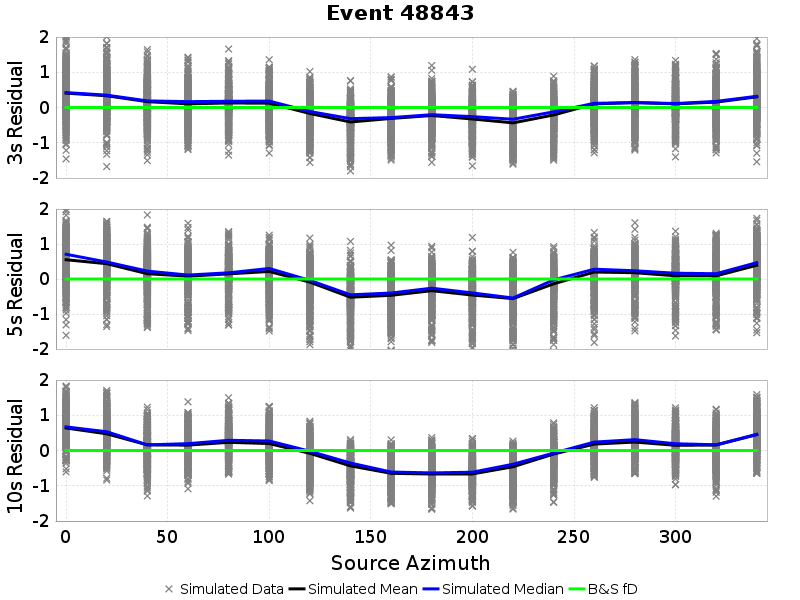 Event 48843
3s Residual
2
1
0
-1
-2
5s Residual
2
1
0
-1
-2
10s Residual
2
1
0
-1
-2
0 50 100 150 200 250 300
Source Azimuth
Simulated Data Simulated Mean Simulated Median B&S fD